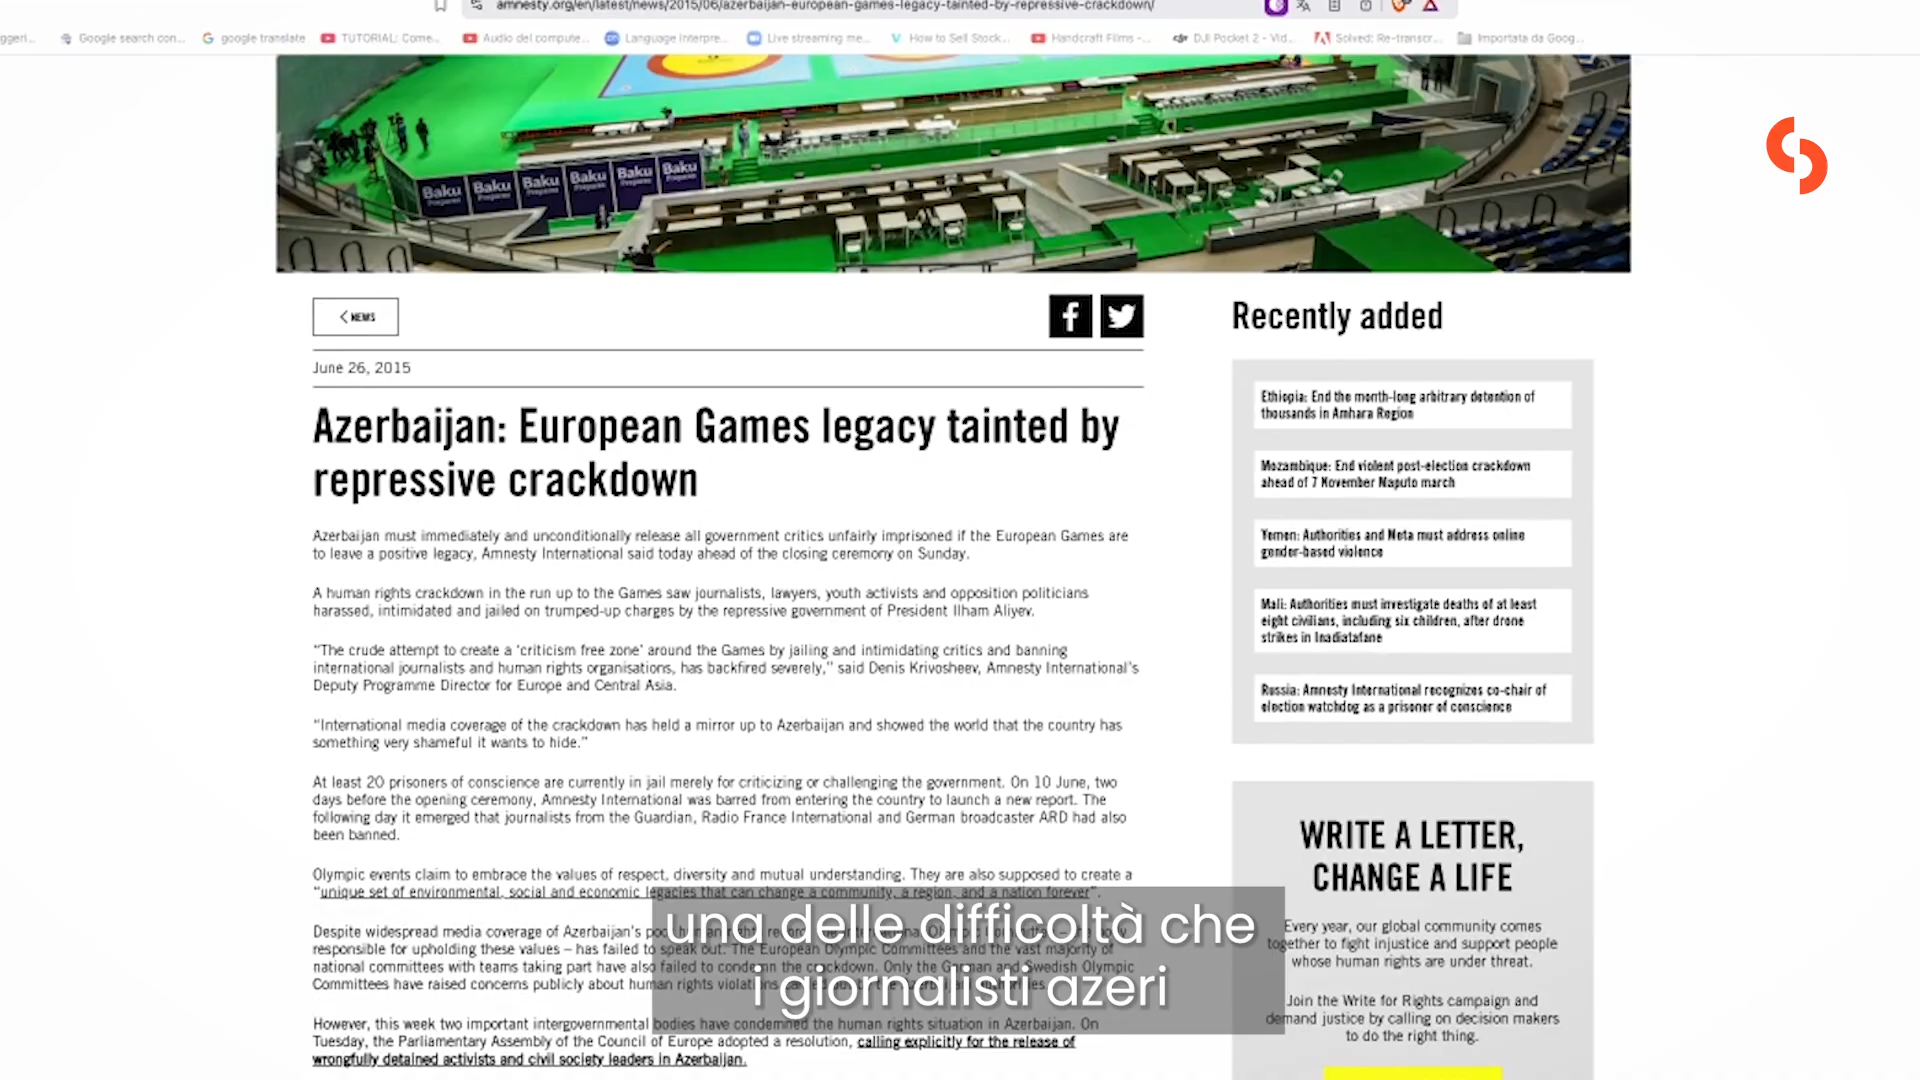 amnesty.org/en/latest/news/2015/06/azerbaijan-european-games-legacy-tainted-by-repressive-crackdown/
Google search con...
google translate
TUTORIAL: Come...
Audio del compute...
Language Interpre...
Live streaming me...
How to Sell Stock...
Handcraft Films -...
DJI Pocket 2 - Vid...
Solved: Re-transcr...
Importata da Goog...
Baku Baku Baku Baku Baku Baku
NEWS
June 26, 2015
Azerbaijan: European Games legacy tainted by
repressive crackdown
Azerbaijan must immediately and unconditionally release all government critics unfairly imprisoned if the European Games are
to leave a positive legacy, Amnesty International said today ahead of the closing ceremony on Sunday.
A human rights crackdown in the run up to the Games saw journalists, lawyers, youth activists and opposition politicians
harassed, intimidated and jailed on trumped-up charges by the repressive government of President Ilham Aliyev.
“The crude attempt to create a ‘criticism free zone’ around the Games by jailing and intimidating critics and banning
international journalists and human rights organisations, has backfired severely,” said Denis Krivosheev, Amnesty International’s
Deputy Programme Director for Europe and Central Asia.
“International media coverage of the crackdown has held a mirror up to Azerbaijan and showed the world that the country has
something very shameful it wants to hide.”
At least 20 prisoners of conscience are currently in jail merely for criticizing or challenging the government. On 10 June, two
days before the opening ceremony, Amnesty International was barred from entering the country to launch a new report. The
following day it emerged that journalists from the Guardian, Radio France International and German broadcaster ARD had also
been banned.
Olympic events claim to embrace the values of respect, diversity and mutual understanding. They are also supposed to create a
“unique set of environmental, social and economic legacies that can change a community, a region, and a nation forever”.
Despite widespread media coverage of Azerbaijan’s
responsible for upholding these values – has failed to speak out. The European Olympic Committees and the vast majority of
national committees with teams taking part have also failed to condemn the crackdown. Only the German and Swedish Olympic
Committees have raised concerns publicly about human rights violations
However, this week two important intergovernmental bodies have condemned the human rights situation in Azerbaijan. On
Tuesday, the Parliamentary Assembly of the Council of Europe adopted a resolution, calling explicitly for the release of
wrongfully detained activists and civil society leaders in Azerbaijan.
Recently added
Ethiopia: End the month-long arbitrary detention of
thousands in Amhara Region
Mozambique: End violent post-election crackdown
ahead of 7 November Maputo march
Yemen: Authorities and Meta must address online
gender-based violence
Mali: Authorities must investigate deaths of at least
eight civilians, including six children, after drone
strikes in Inadiatafane
Russia: Amnesty International recognizes co-chair of
election watchdog as a prisoner of conscience
WRITE A LETTER,
CHANGE A LIFE
Every year, our global community comes
together to fight injustice and support people
whose human rights are under threat.
Join the Write for Rights campaign and
demand justice by calling on decision makers
to do the right thing.
una delle difficoltà che
i giornalisti azeri